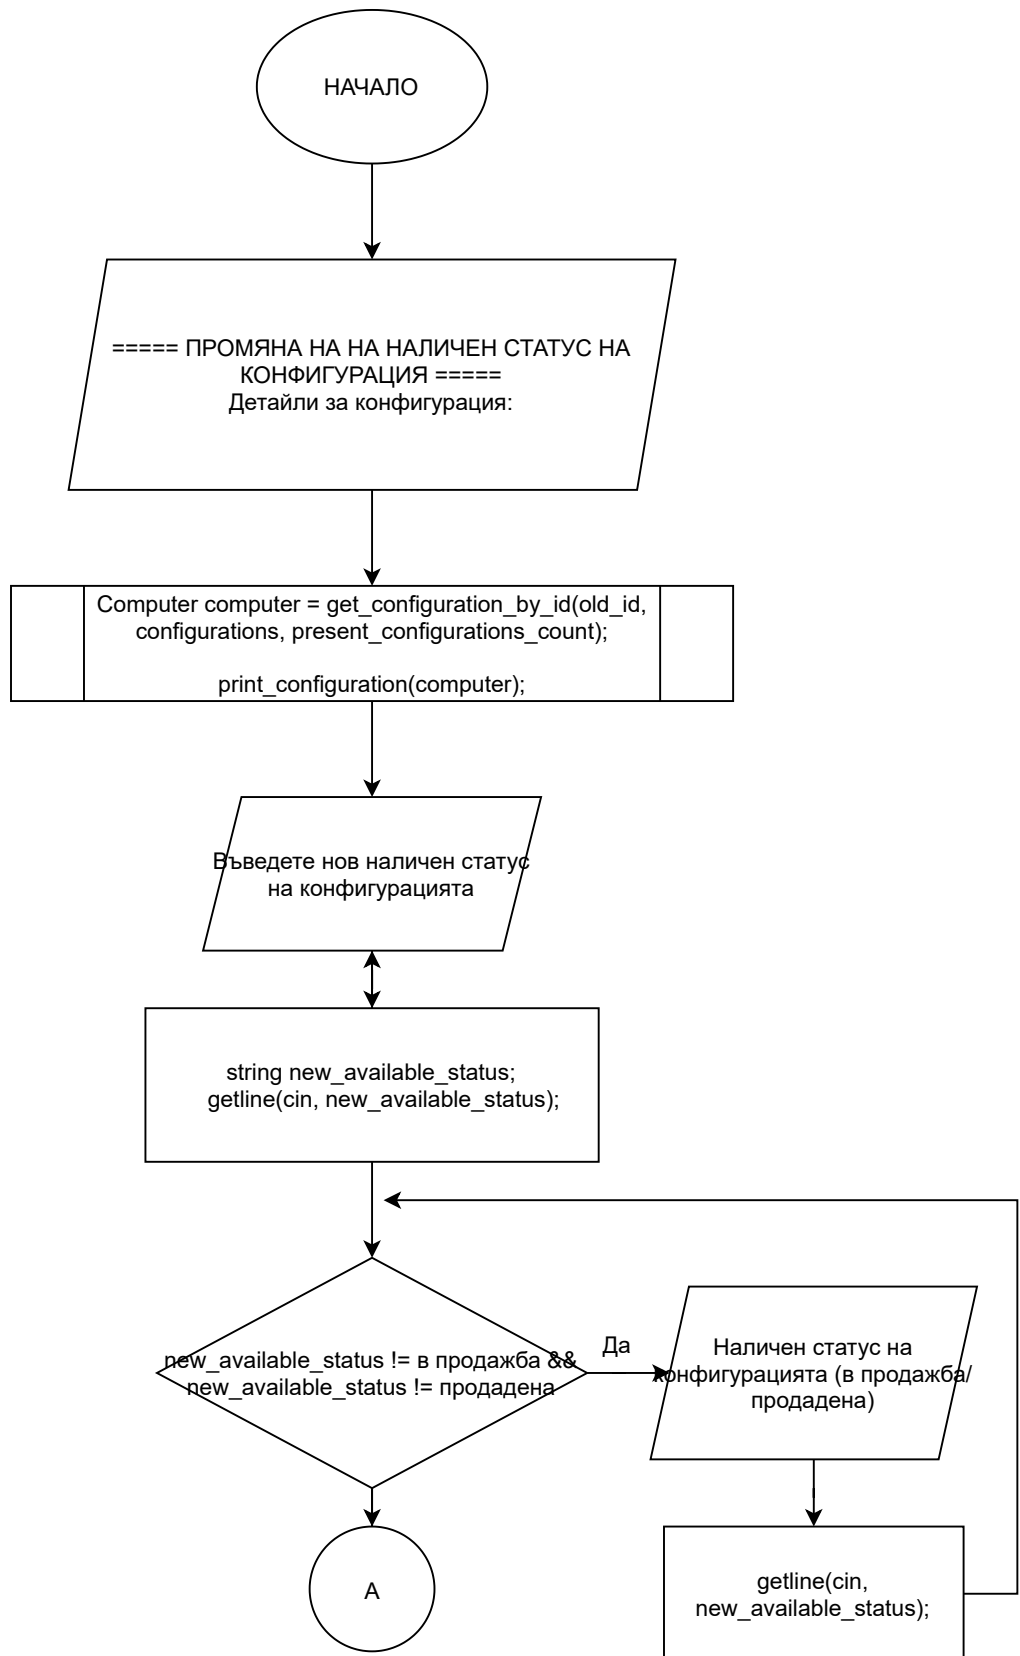 НАЧАЛО
===== ПРОМЯНА НА НА НАЛИЧЕН СТАТУС НА
КОНФИГУРАЦИЯ =====
Детайли за конфигурация:
Computer computer = get_configuration_by_id(old_id,
configurations, present_configurations_count);
print_configuration(computer);
Въведете нов наличен статус
на конфигурацията
string new_available_status;
getline(cin, new_available_status);
new_available_status != в продажба &&
new_available_status != продадена
Да
Наличен статус на
конфигурацията (в продажба/
продадена)
getline(cin,
new_available_status);
А